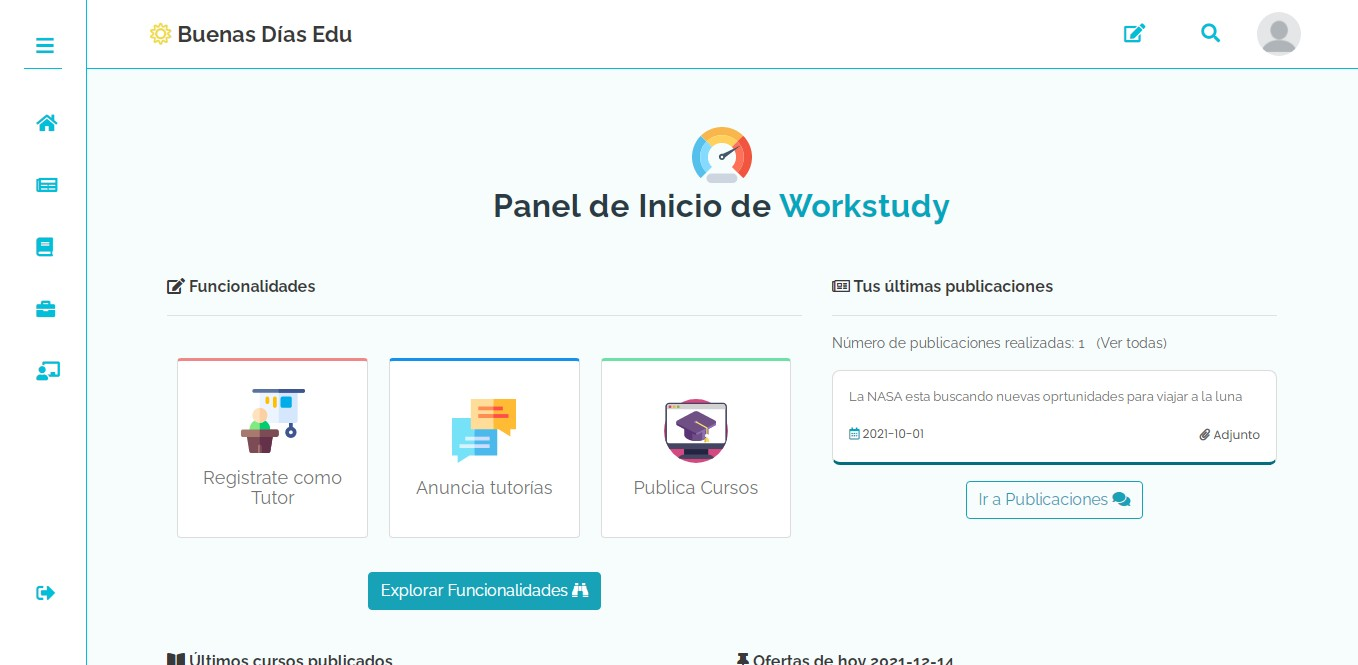 Buenas Días Edu
Panel de Inicio de Workstudy
Funcionalidades
Registrate como
Tutor
Anuncia tutorías
Publica Cursos
Explorar Funcionalidades
Tus últimas publicaciones
Número de publicaciones realizadas: 1 (Ver todas)
La NASA esta buscando nuevas oprtunidades para viajar a la luna
2021-10-01 Adjunto
Ir a Publicaciones
Últimos cursos publicados
Ofertas de hoy 2021-12-14